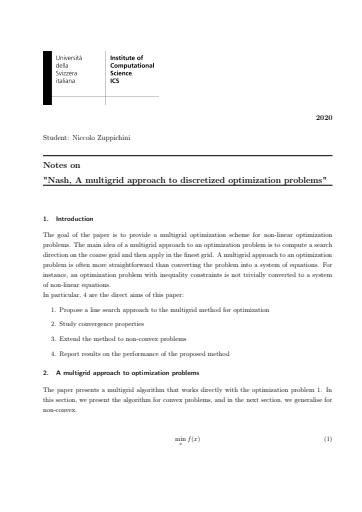 Università
della
Svizzera
italiana
Institute of
Computational
Science
ICS
2020
Student: Niccolo Zuppichini
Notes on
"Nash, A multigrid approach to discretized optimization problems"
1. Introduction
The goal of the paper is to provide a multigrid optimization scheme for non-linear optimization
problems. The main idea of a multigrid approach to an optimization problem is to compute a search
direction on the coarse grid and then apply in the finest grid. A multigrid approach to an optimization
problem is often more straightforward than converting the problem into a system of equations. For
instance, an optimization problem with inequality constraints is not trivially converted to a system
of non-linear equations.
In particular, 4 are the direct aims of this paper:
1. Propose a line search approach to the multigrid method for optimization
2. Study convergence properties
3. Extend the method to non-convex problems
4. Report results on the performance of the proposed method
2. A multigrid approach to optimization problems
The paper presents a multigrid algorithm that works directly with the optimization problem 1. In
this section, we present the algorithm for convex problems, and in the next section, we generalise for
non-convex.
min f(x) (1)
x